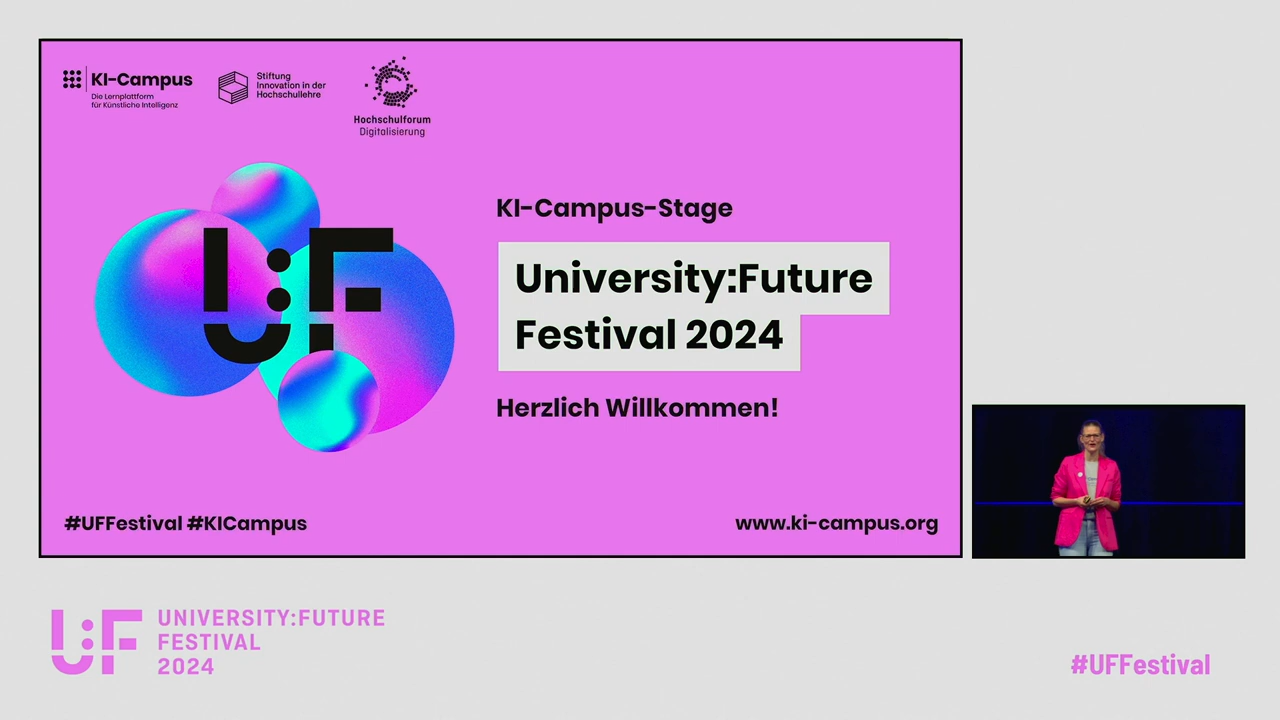 KI-Campus
Die Lernplattform
für Künstliche Intelligenz
Stiftung
Innovation in der
Hochschullehre
Hochschulforum
Digitalisierung
U:F
KI-Campus-Stage
University:Future
Festival 2024
Herzlich Willkommen!
#UFFestival #KICampus
www.ki-campus.org
U:F
UNIVERSITY:FUTURE
FESTIVAL
2024
#UFFestival